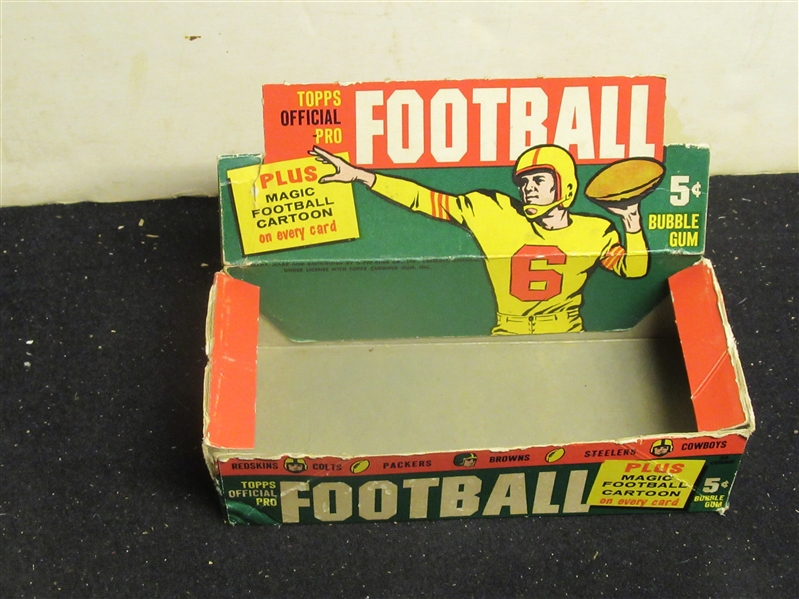 TOPPS
OFFICIAL
PRO
FOOTBALL
PLUS
MAGIC
FOOTBALL
CARTOON
on every card
5¢
BUBBLE
GUM
6
REDSKINS COLTS PACKERS BROWNS STEELERS COWBOYS
TOPPS
OFFICIAL
PRO
FOOTBALL
PLUS
MAGIC
FOOTBALL
CARTOON
on every card
5¢
BUBBLE
GUM